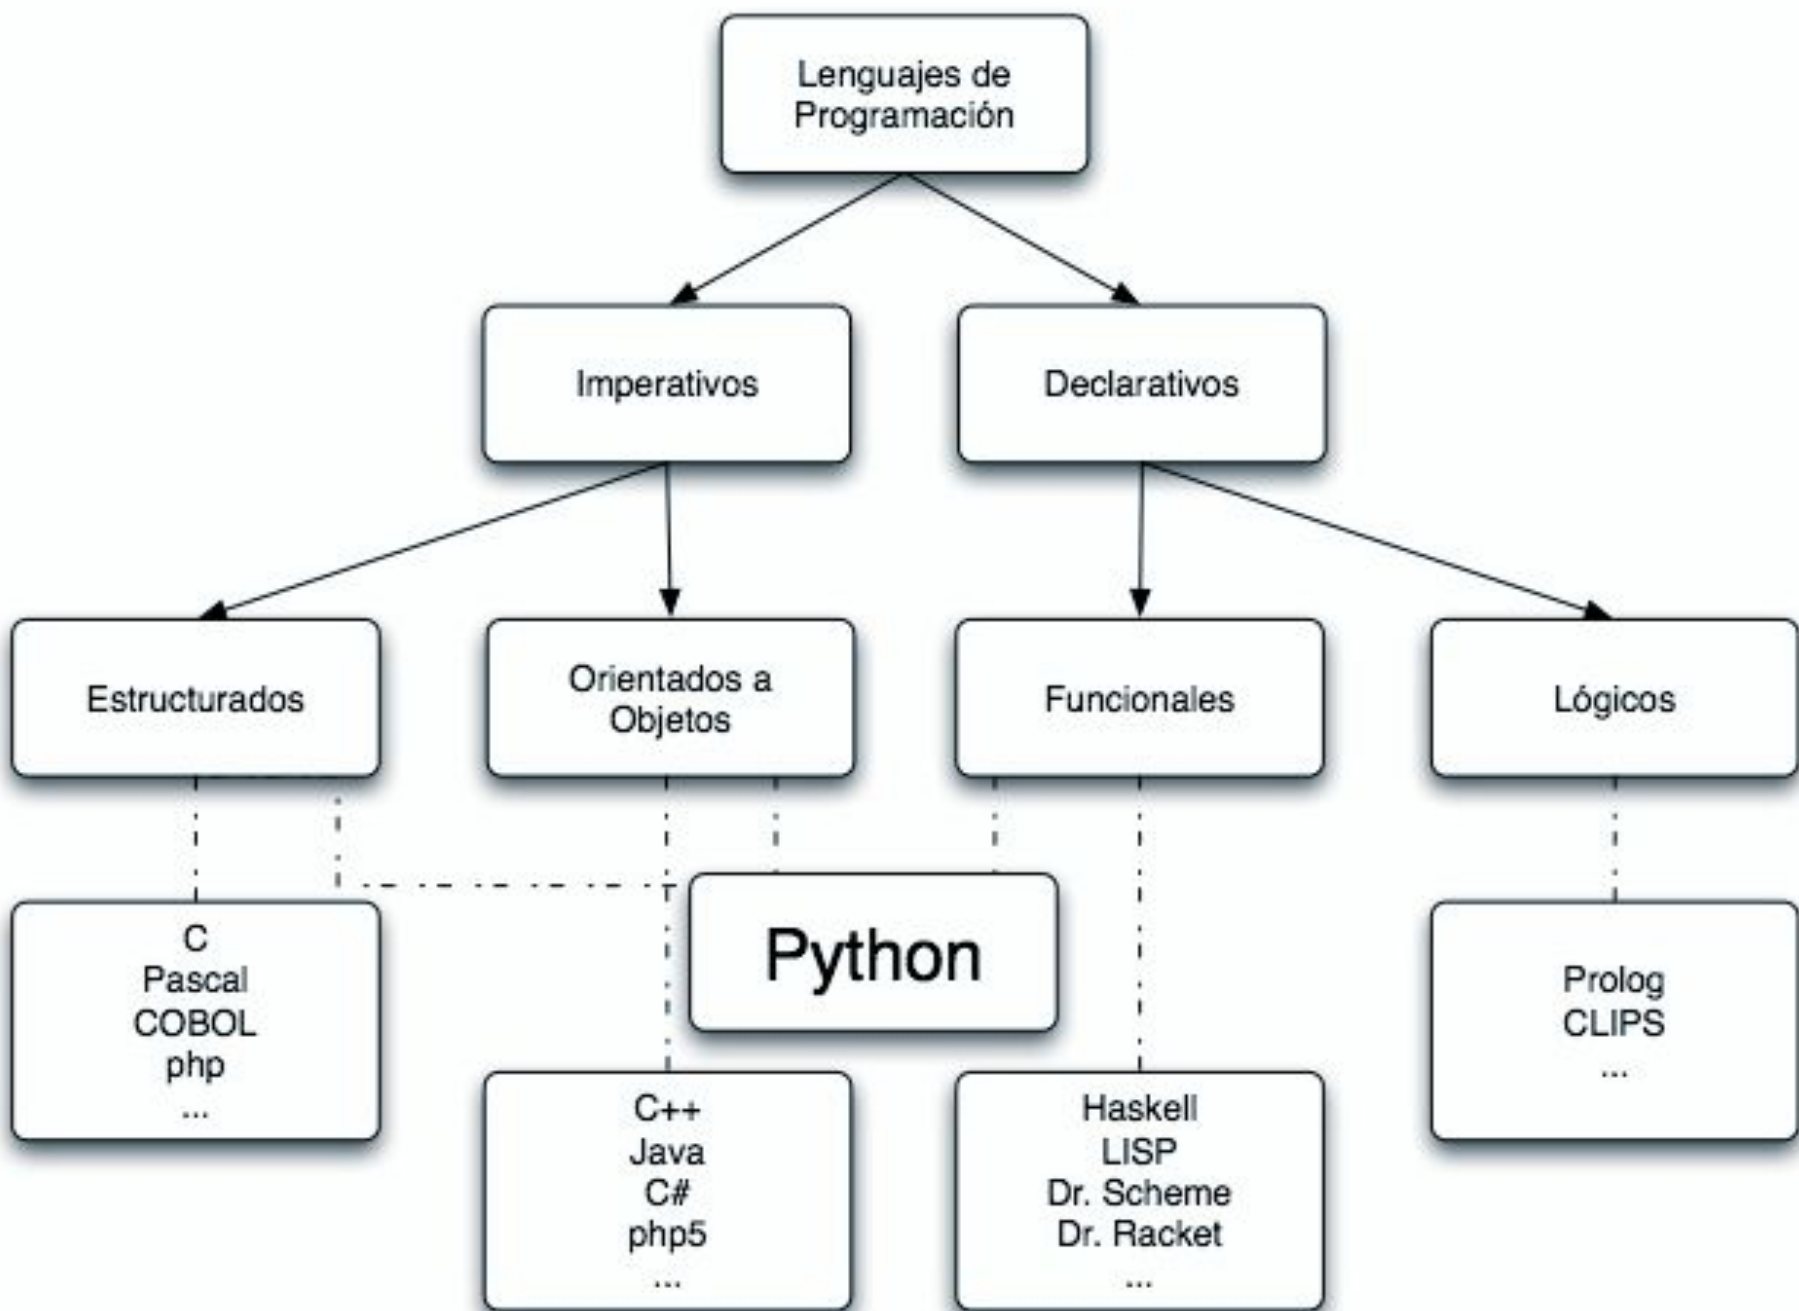 Lenguajes de
Programación
Imperativos
Declarativos
Estructurados
Orientados a
Objetos
Funcionales
Lógicos
C
Pascal
COBOL
php
...
Python
Prolog
CLIPS
...
C++
Java
C#
php5
...
Haskell
LISP
Dr. Scheme
Dr. Racket
...